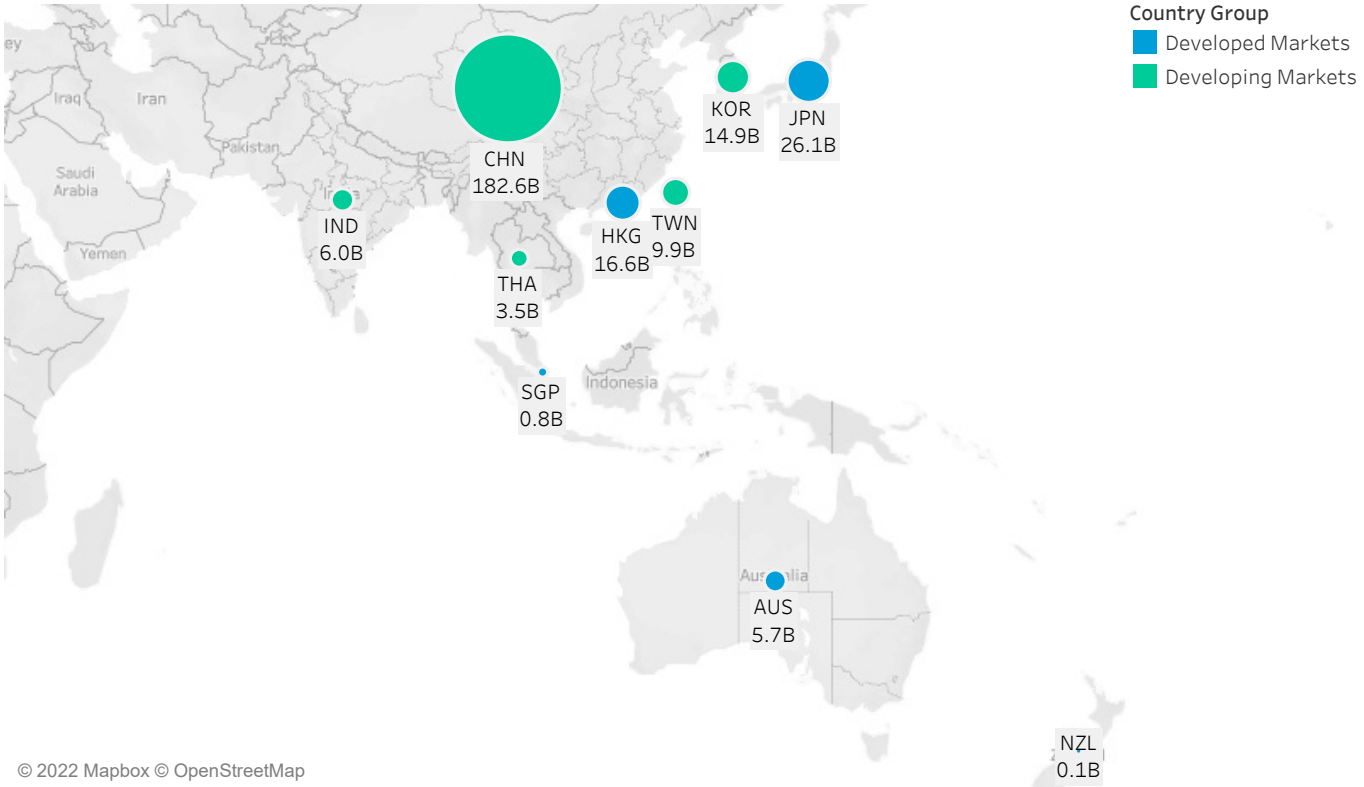 Country Group
Developed Markets
Developing Markets
ey
Iraq
Iran
Pakistan
Saudi
Arabia
Yemen
CHN
182.6B
KOR
14.9B
JPN
26.1B
IND
6.0B
HKG
16.6B
TWN
9.9B
THA
3.5B
SGP
0.8B
Indonesia
AUS
5.7B
NZL
0.1B
© 2022 Mapbox © OpenStreetMap